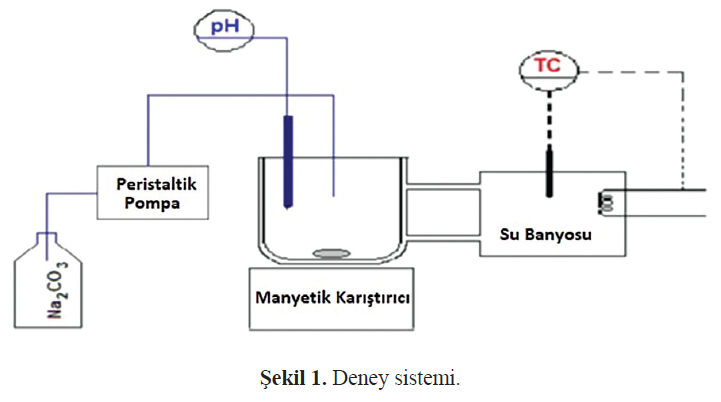 pH
TC
Peristaltik
Pompa
Na₂CO₃
Su Banyosu
Manyetik Karıştırıcı
Şekil 1. Deney sistemi.